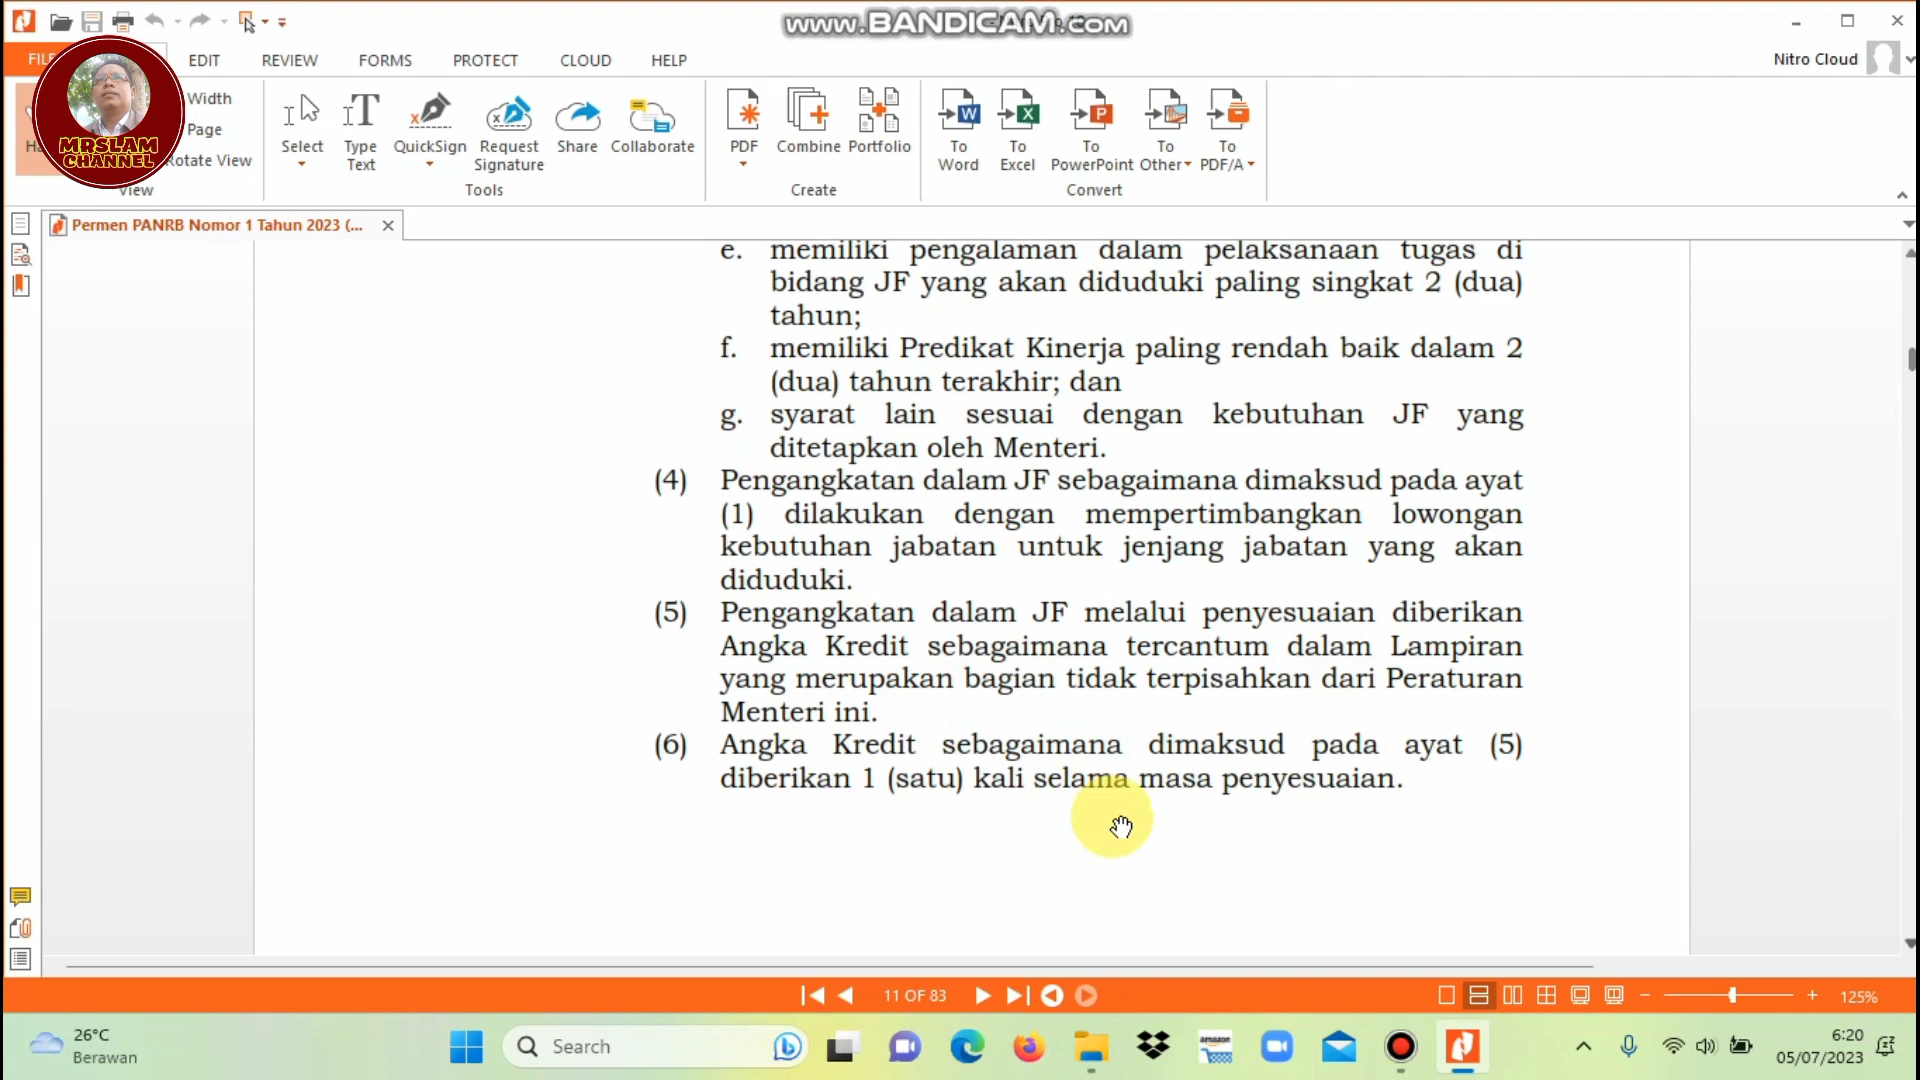 www.BANDICAM.com
FILE
EDIT
REVIEW
FORMS
PROTECT
CLOUD
HELP
Nitro Cloud
Width
Page
Rotate View
View
MRSLAM
CHANNEL
Select
Type
Text
QuickSign
Request
Signature
Share
Collaborate
Tools
PDF
Combine
Portfolio
Create
To
Word
To
Excel
To
PowerPoint
To
Other
To
PDF/A
Convert
Permen PANRB Nomor 1 Tahun 2023 (...
e. memiliki pengalaman dalam pelaksanaan tugas di
bidang JF yang akan diduduki paling singkat 2 (dua)
tahun;
f. memiliki Predikat Kinerja paling rendah baik dalam 2
(dua) tahun terakhir; dan
g. syarat lain sesuai dengan kebutuhan JF yang
ditetapkan oleh Menteri.
(4) Pengangkatan dalam JF sebagaimana dimaksud pada ayat
(1) dilakukan dengan mempertimbangkan lowongan
kebutuhan jabatan untuk jenjang jabatan yang akan
diduduki.
(5) Pengangkatan dalam JF melalui penyesuaian diberikan
Angka Kredit sebagaimana tercantum dalam Lampiran
yang merupakan bagian tidak terpisahkan dari Peraturan
Menteri ini.
(6) Angka Kredit sebagaimana dimaksud pada ayat (5)
diberikan 1 (satu) kali selama masa penyesuaian.
11 OF 83
125%
26°C
Berawan
Search
amazon
6:20
05/07/2023